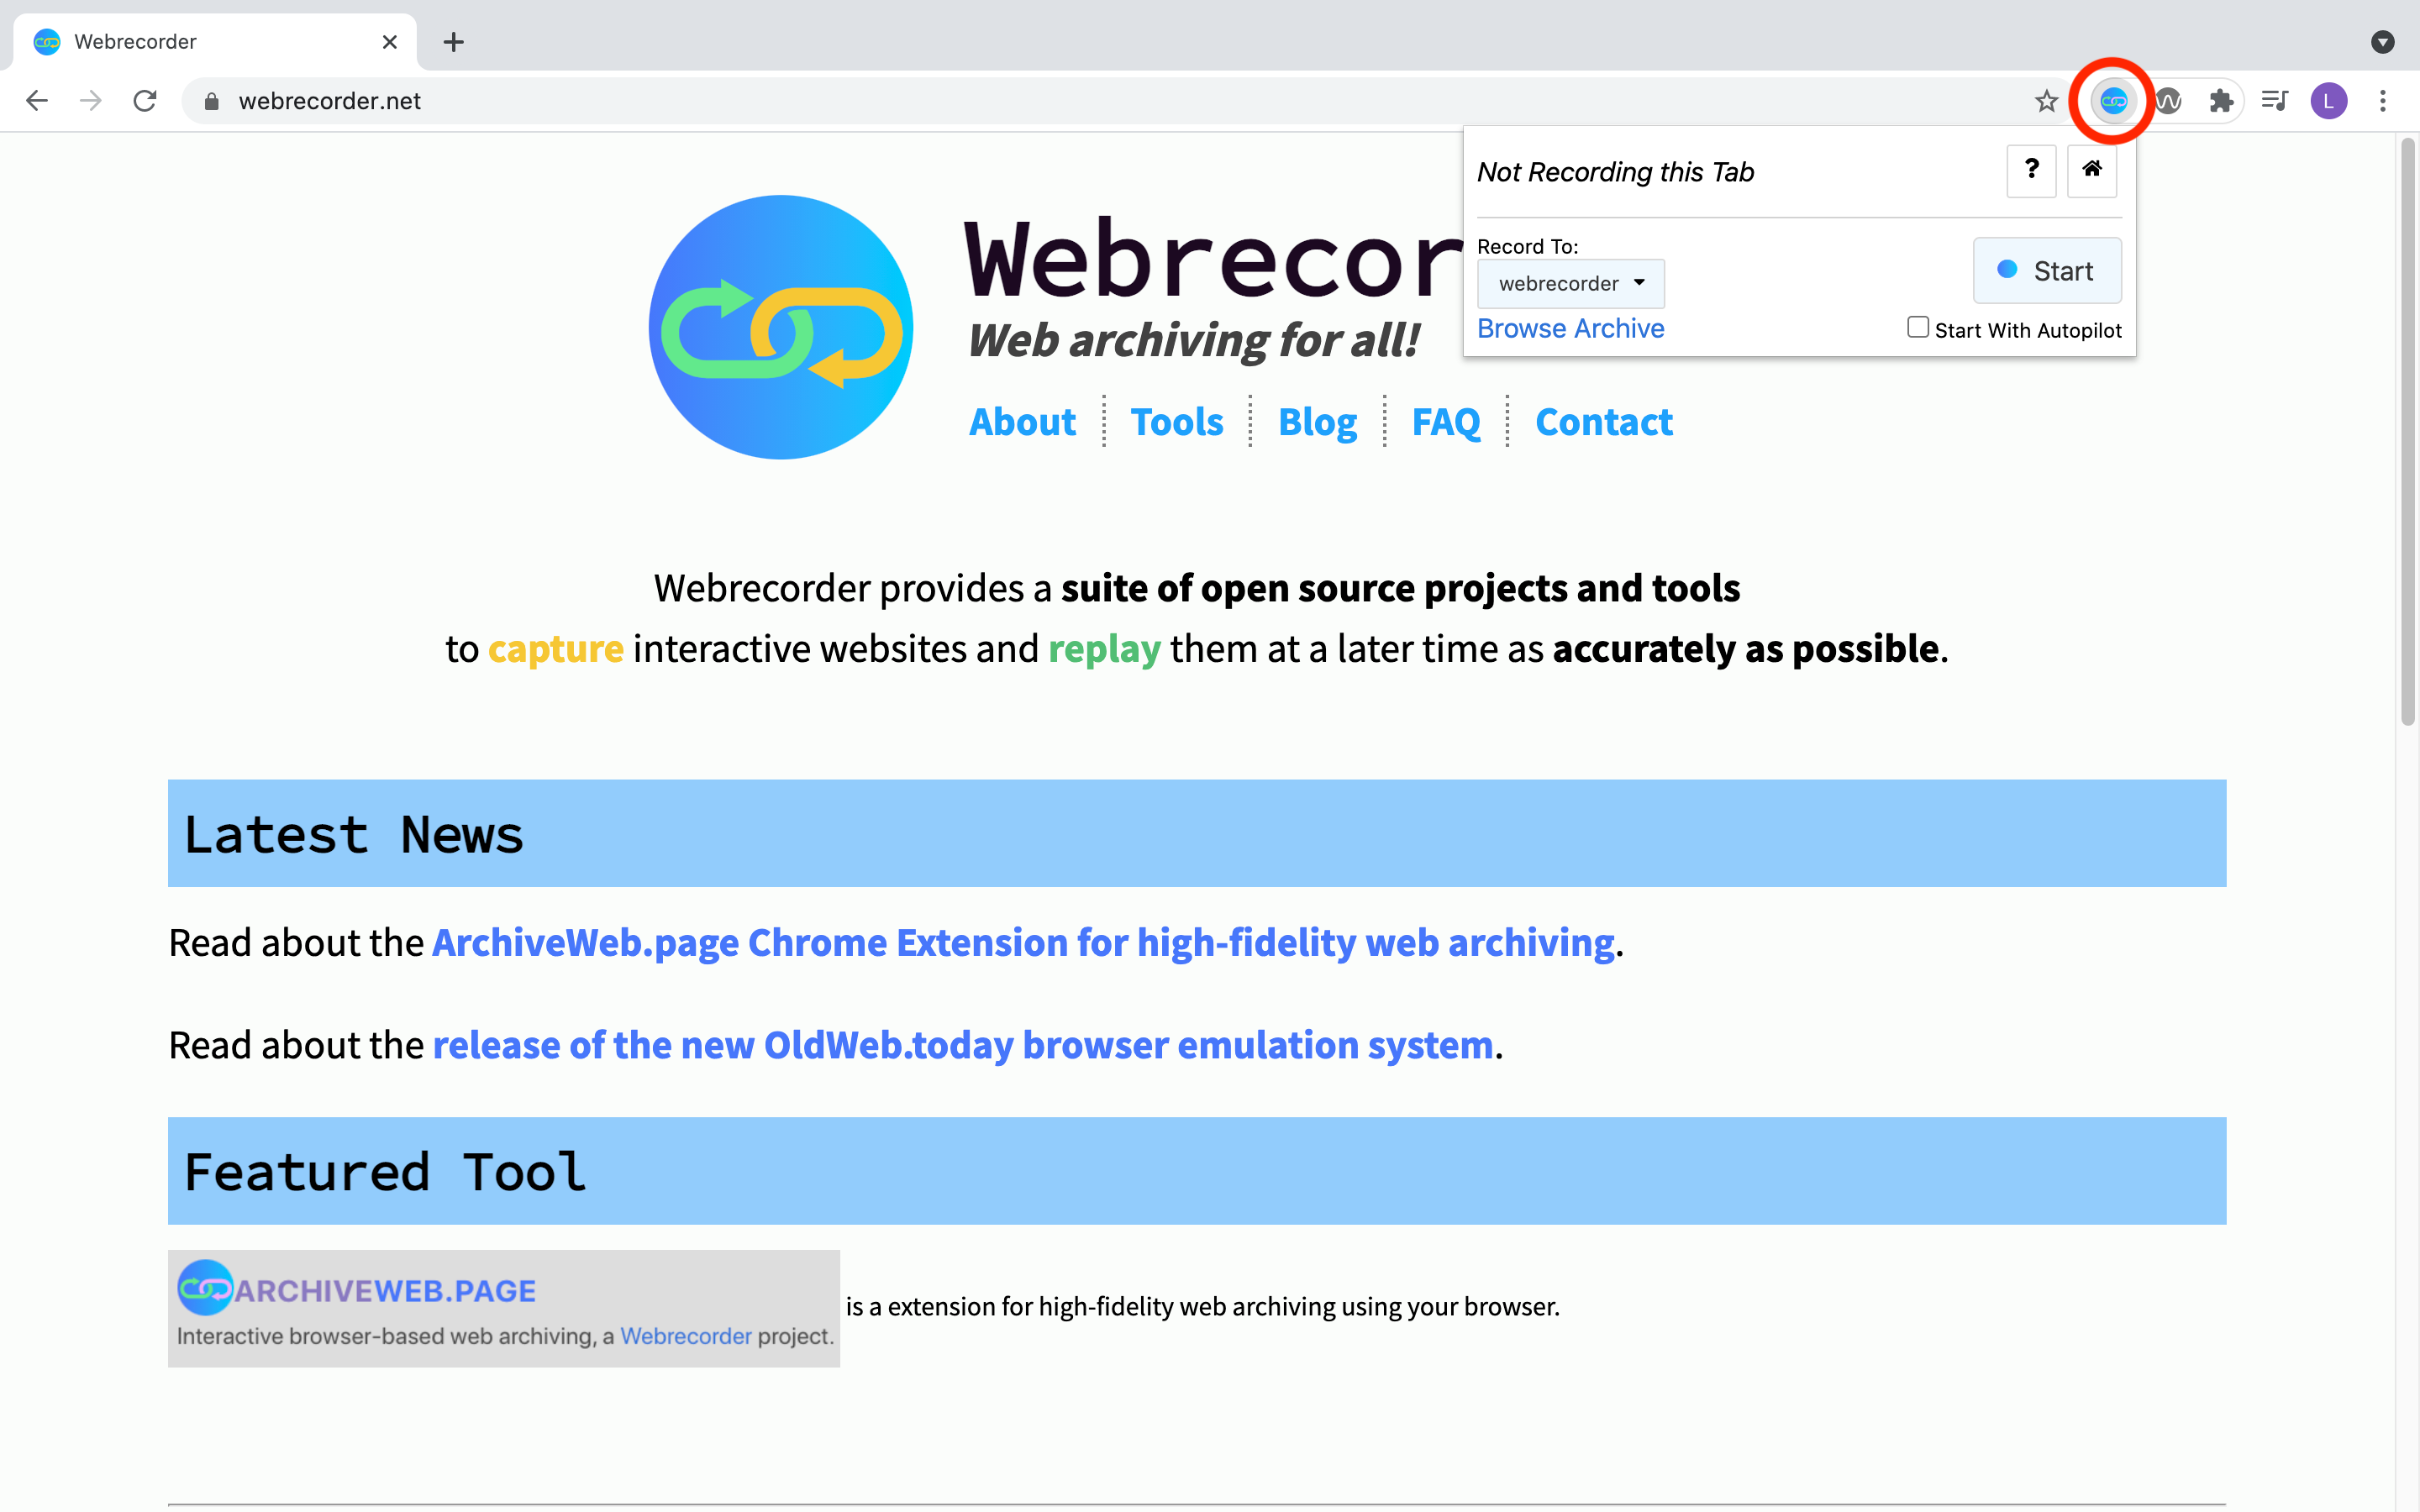 Webrecorder
webrecorder.net
L
Not Recording this Tab
?
Record To:
webrecorder
Start
Browse Archive
Start With Autopilot
Webrecor
Web archiving for all!
About Tools Blog FAQ Contact
Webrecorder provides a suite of open source projects and tools
to capture interactive websites and replay them at a later time as accurately as possible.
Latest News
Read about the ArchiveWeb.page Chrome Extension for high-fidelity web archiving.
Read about the release of the new OldWeb.today browser emulation system.
Featured Tool
ARCHIVEWEB.PAGE
Interactive browser-based web archiving, a Webrecorder project.
is a extension for high-fidelity web archiving using your browser.